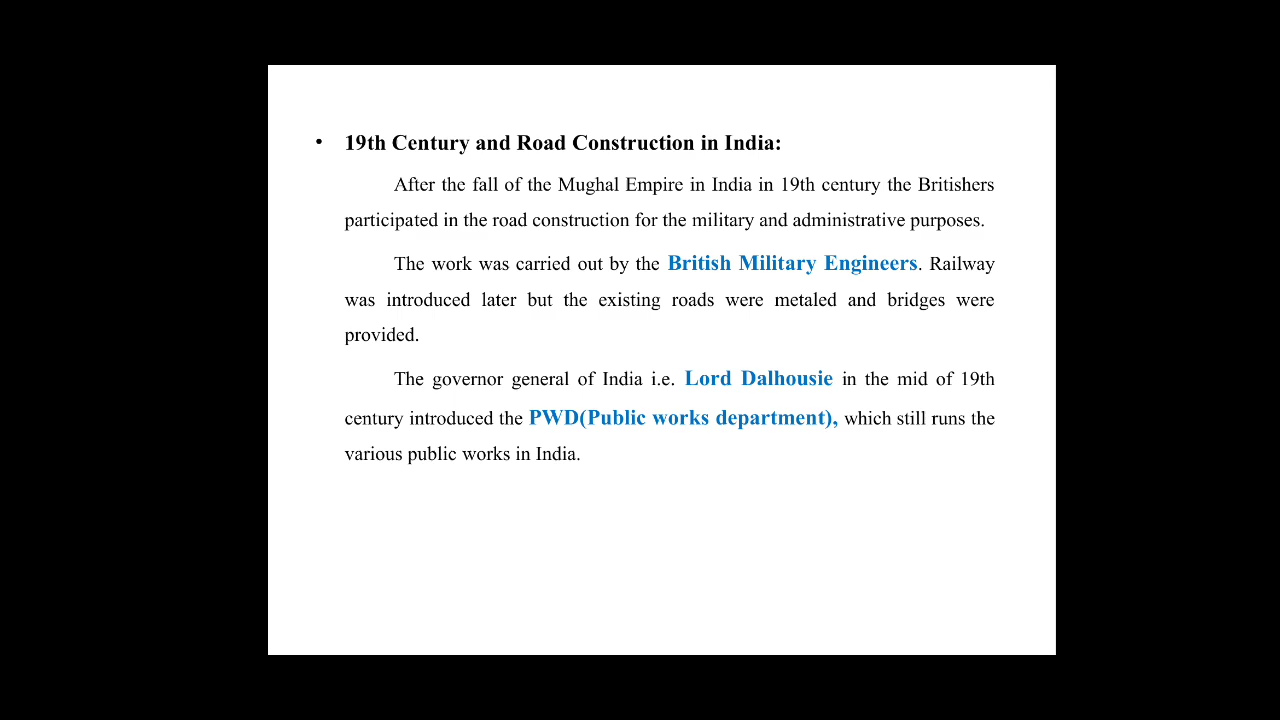 • 19th Century and Road Construction in India:
After the fall of the Mughal Empire in India in 19th century the Britishers
participated in the road construction for the military and administrative purposes.
The work was carried out by the British Military Engineers. Railway
was introduced later but the existing roads were metaled and bridges were
provided.
The governor general of India i.e. Lord Dalhousie in the mid of 19th
century introduced the PWD(Public works department), which still runs the
various public works in India.